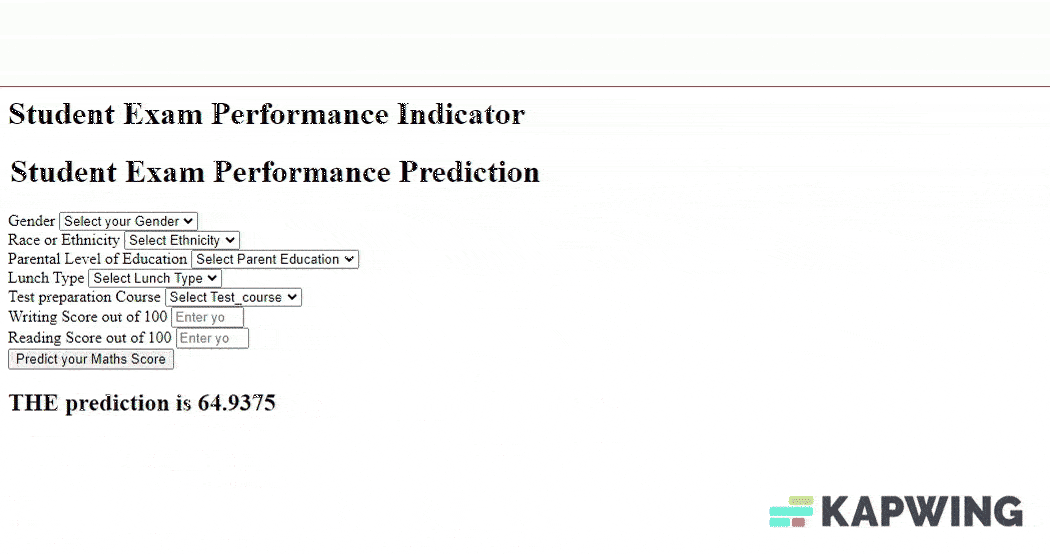 Student Exam Performance Indicator
Student Exam Performance Prediction
Gender Select your Gender
Race or Ethnicity Select Ethnicity
Parental Level of Education Select Parent Education
Lunch Type Select Lunch Type
Test preparation Course Select Test_course
Writing Score out of 100 Enter yo
Reading Score out of 100 Enter yo
Predict your Maths Score
THE prediction is 64.9375
KAPWING